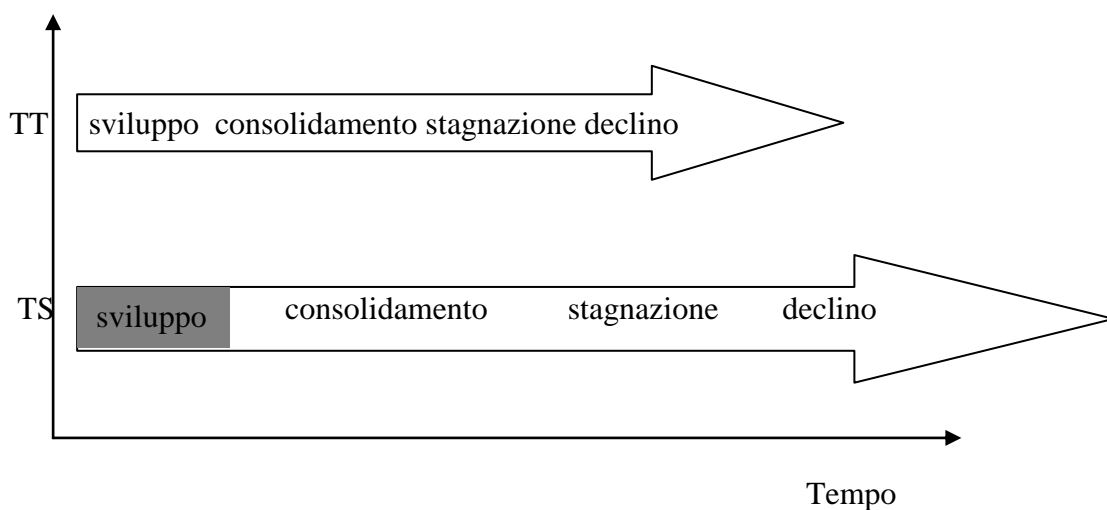 TT sviluppo consolidamento stagnazione declino
TS sviluppo consolidamento stagnazione declino
Tempo